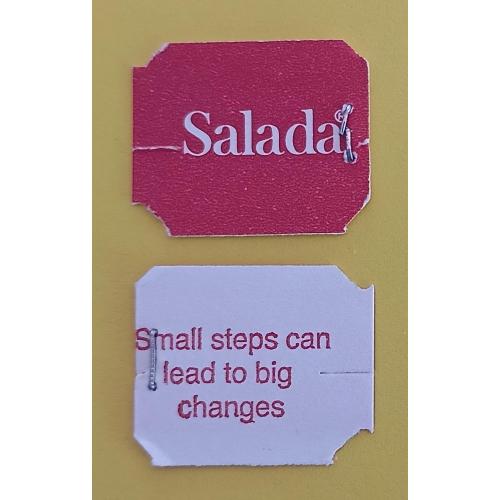 Salada®
Small steps can
lead to big
changes